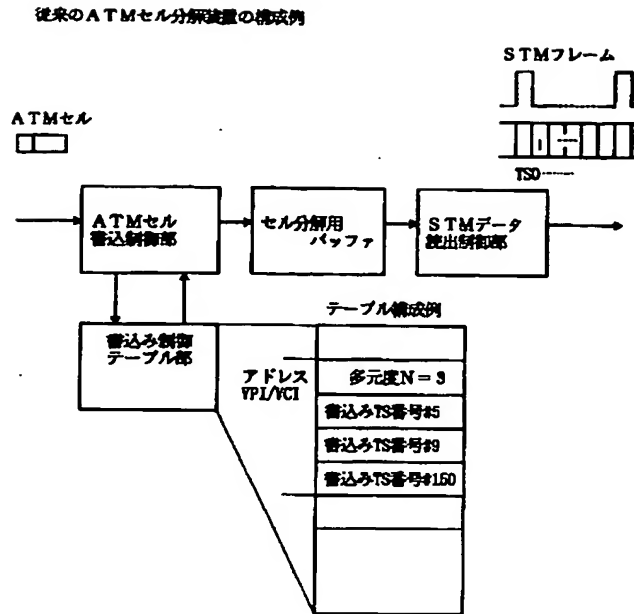 従来のATMセル分解装置の構成例
STMフレーム
ATMセル
TS0
ATMセル
書込制御部
セル分解用
バッファ
STMデータ
読出制御部
書込み制御
テーブル部
テーブル構成例
アドレス
VPI/VCI
多元度N=3
書込みTS番号#5
書込みTS番号#9
書込みTS番号#150